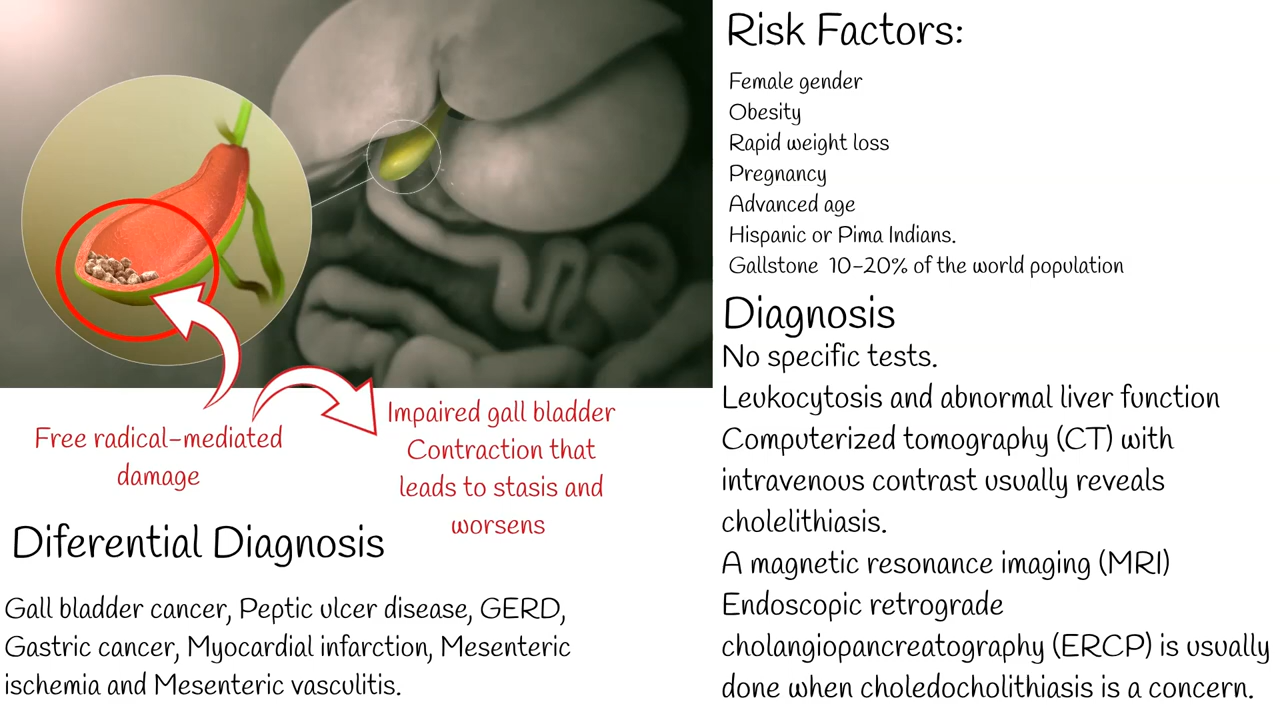 Risk Factors:
Female gender
Obesity
Rapid weight loss
Pregnancy
Advanced age
Hispanic or Pima Indians.
Gallstone 10-20% of the world population
Diagnosis
No specific tests.
Leukocytosis and abnormal liver function
Computerized tomography (CT) with
intravenous contrast usually reveals
cholelithiasis.
A magnetic resonance imaging (MRI)
Endoscopic retrograde
cholangiopancreatography (ERCP) is usually
done when choledocholithiasis is a concern.
Free radical-mediated
damage
Impaired gall bladder
Contraction that
leads to stasis and
worsens
Diferential Diagnosis
Gall bladder cancer, Peptic ulcer disease, GERD,
Gastric cancer, Myocardial infarction, Mesenteric
ischemia and Mesenteric vasculitis.